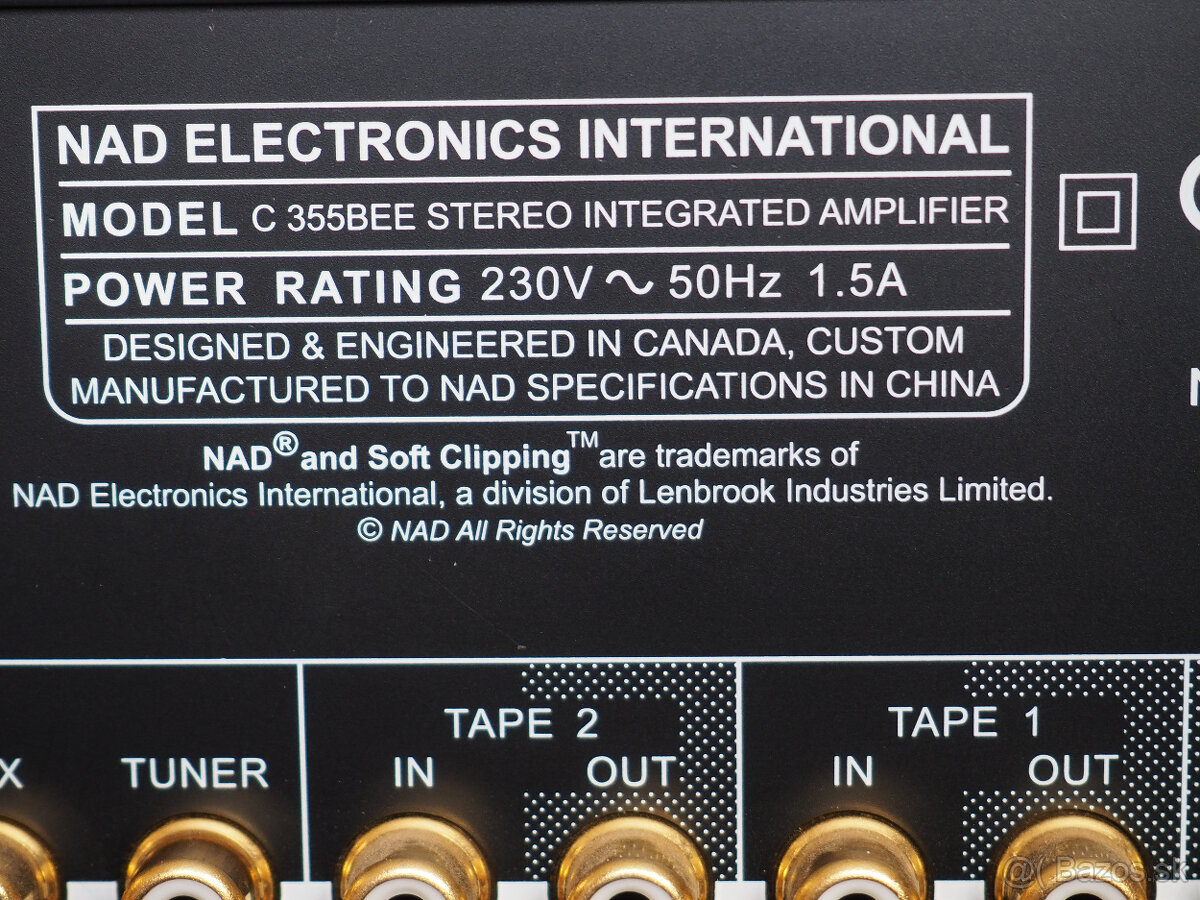 NAD ELECTRONICS INTERNATIONAL
MODEL C 355BEE STEREO INTEGRATED AMPLIFIER
POWER RATING 230V ~ 50Hz 1.5A
DESIGNED & ENGINEERED IN CANADA, CUSTOM
MANUFACTURED TO NAD SPECIFICATIONS IN CHINA
NAD® and Soft Clipping™ are trademarks of
NAD Electronics International, a division of Lenbrook Industries Limited.
© NAD All Rights Reserved
TAPE 2 TAPE 1
X TUNER IN OUT IN OUT
@( Bazos.sk